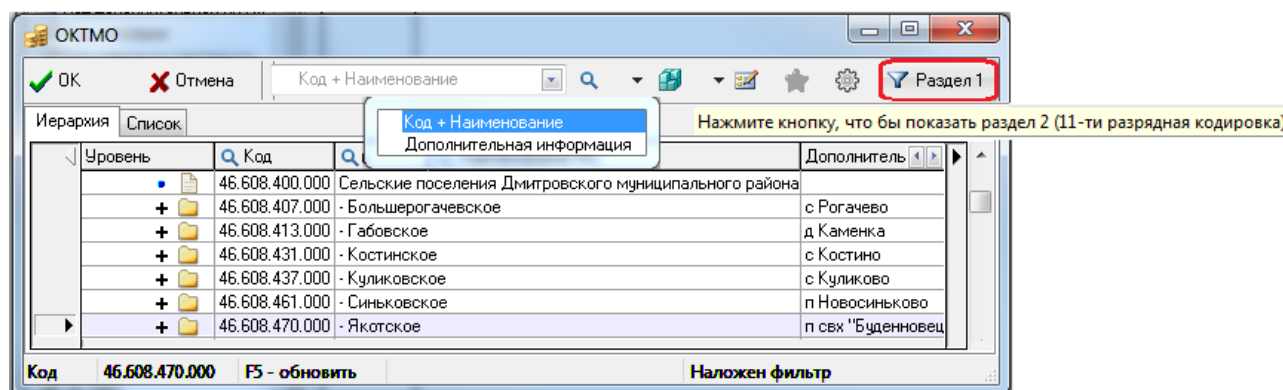 ОКТМО
ОК Отмена Код + Наименование Раздел 1
Код + Наименование
Дополнительная информация
Нажмите кнопку, что бы показать раздел 2 (11-ти разрядная кодировка)
Иерархия Список
Уровень Код Дополнитель
46.608.400.000 Сельские поселения Дмитровского муниципального района
46.608.407.000 - Большерогачевское с Рогачево
46.608.413.000 - Габовское д Каменка
46.608.431.000 - Костинское с Костино
46.608.437.000 - Куликовское с Куликово
46.608.461.000 - Синьковское п Новосиньково
46.608.470.000 - Якотское п свх "Буденновец
Код 46.608.470.000 F5 - обновить Наложен фильтр